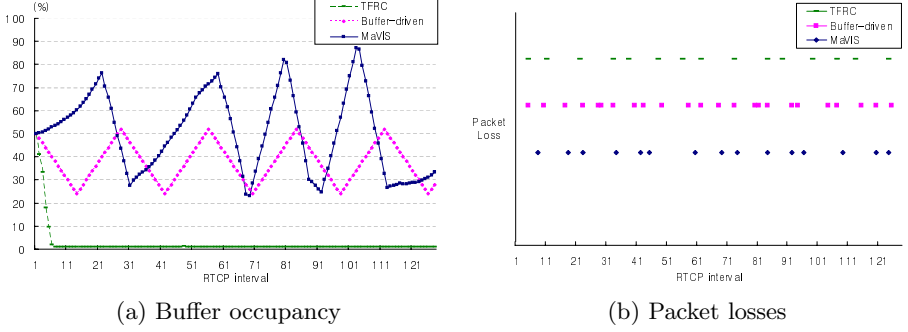 (%)
TFRC
Buffer-driven
MaVIS
100
90
80
70
60
50
40
30
20
10
0
1 11 21 31 41 51 61 71 81 91 101 111 121
RTCP interval
(a) Buffer occupancy
TFRC
Buffer-driven
MaVIS
Packet
Loss
1 11 21 31 41 51 61 71 81 91 101 111 121
RTCP interval
(b) Packet losses